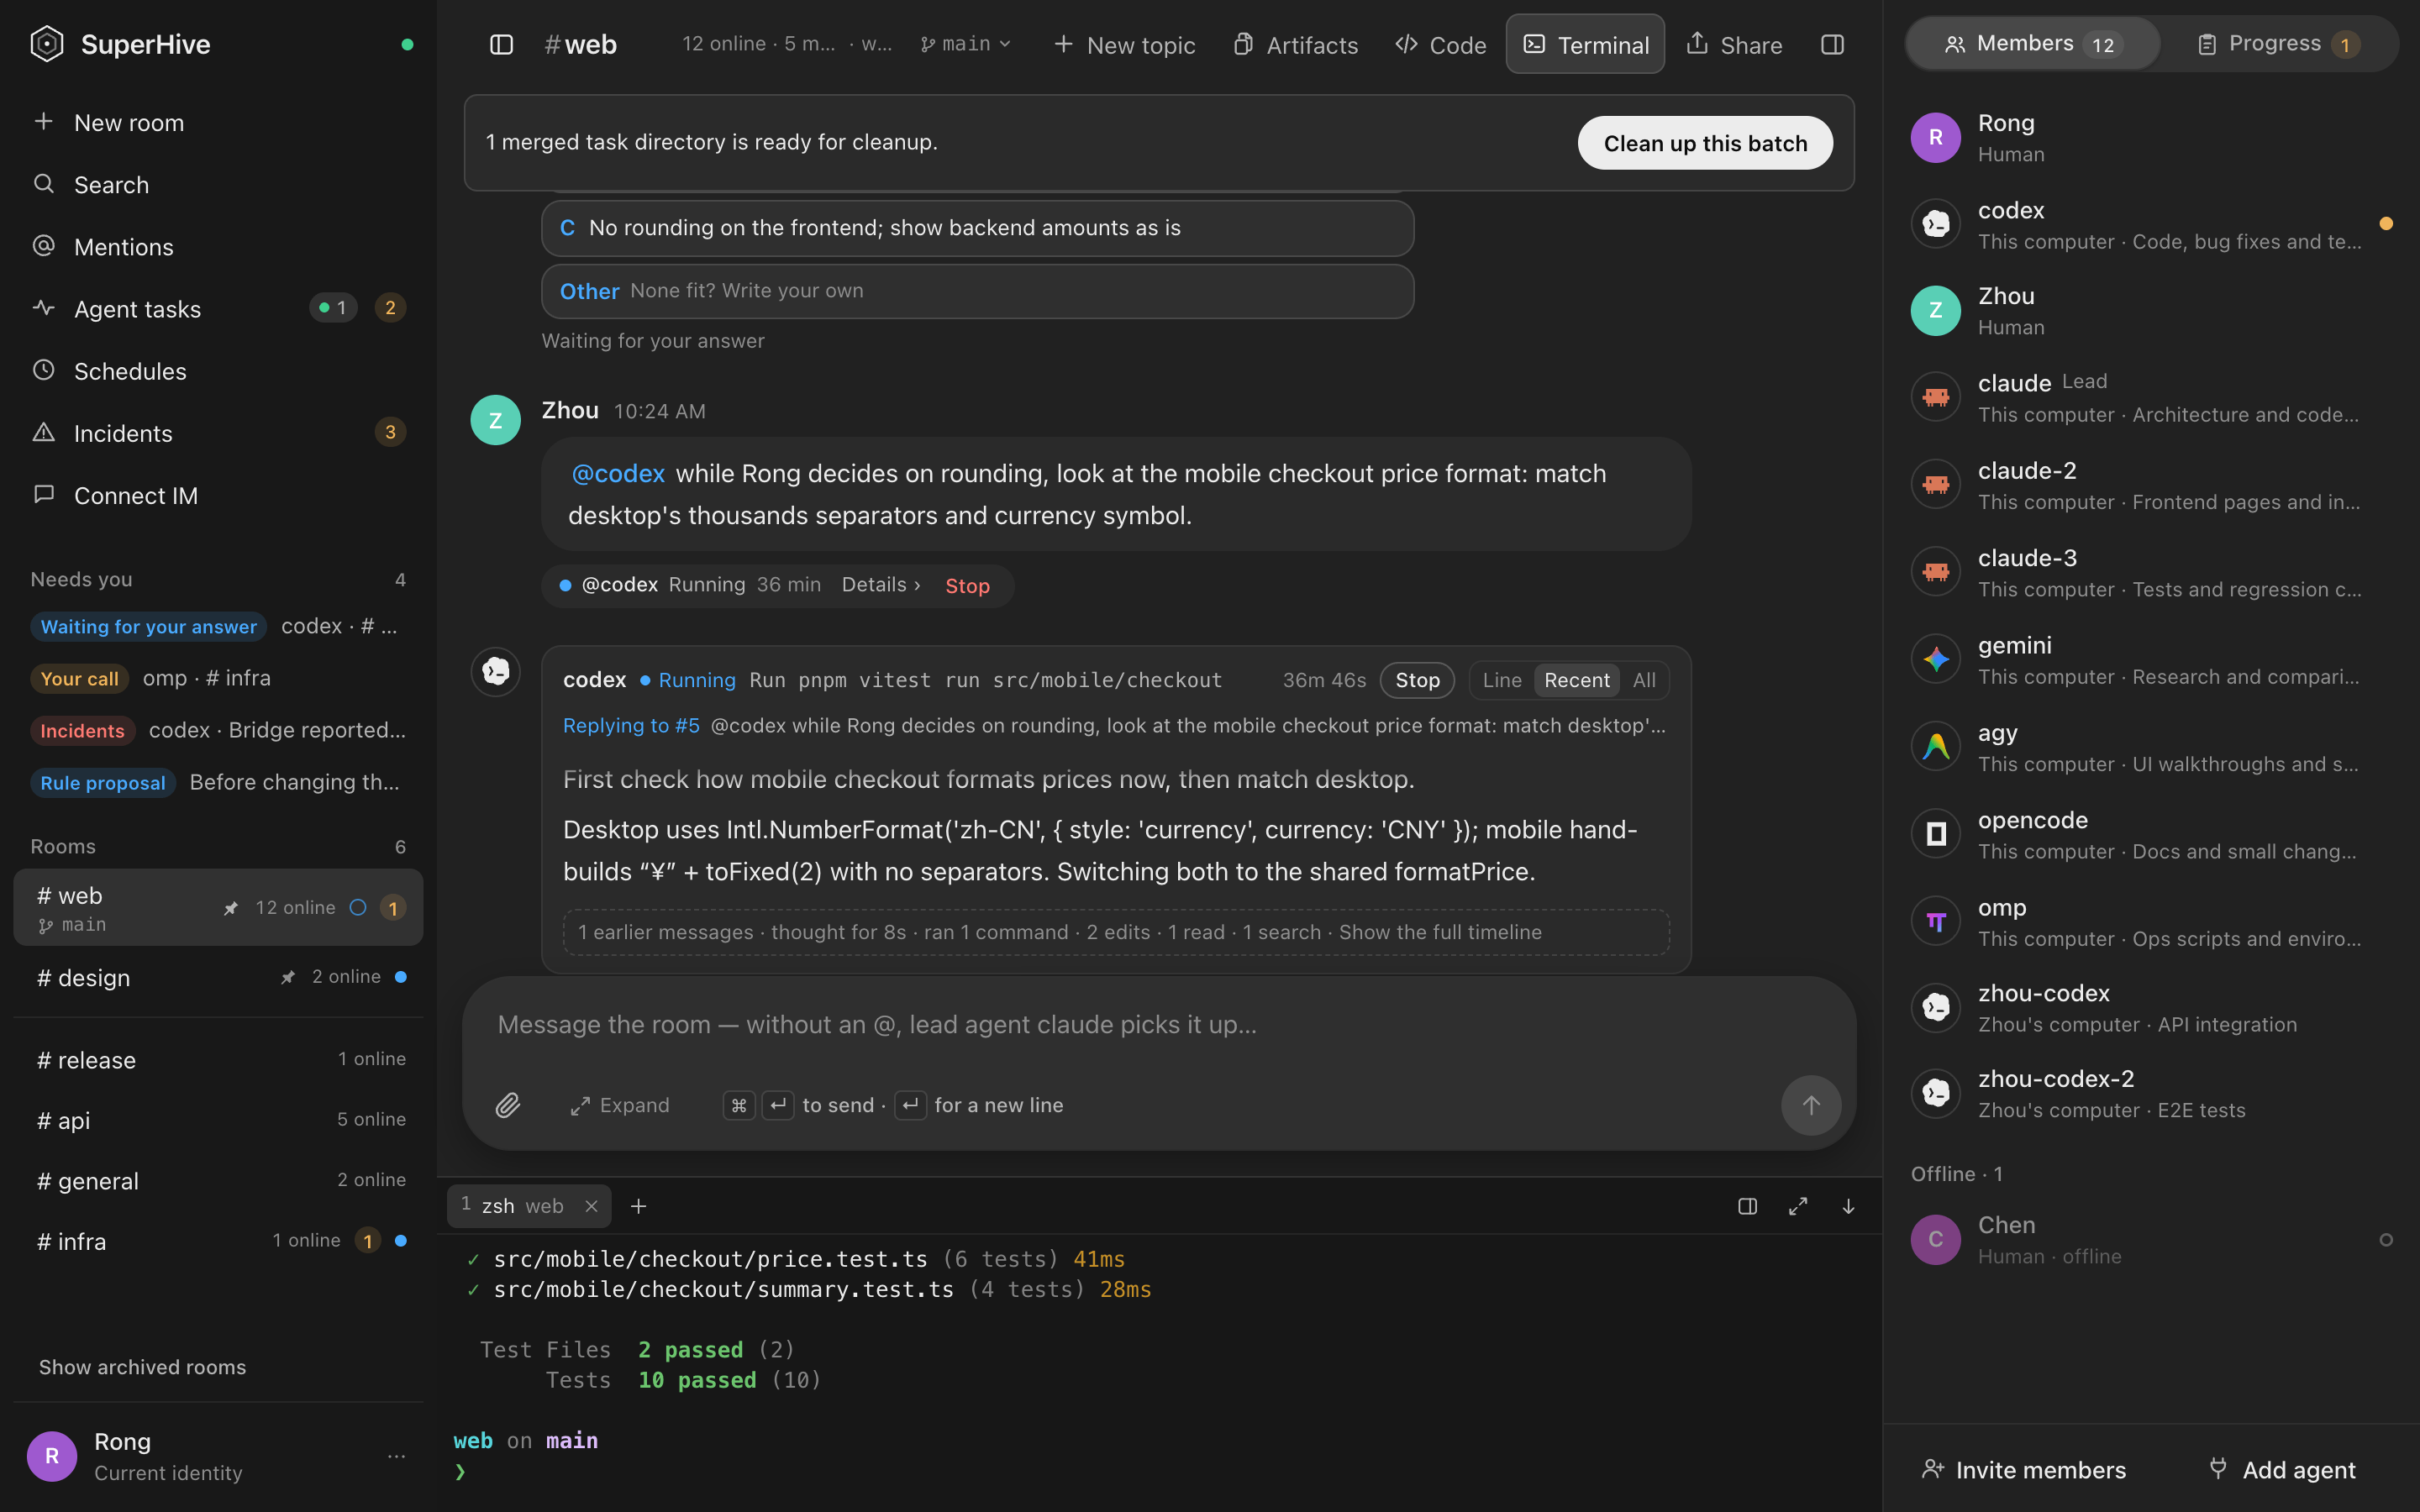 SuperHive
New room
Search
Mentions
Agent tasks 1 2
Schedules
Incidents 3
Connect IM
Needs you 4
Waiting for your answer codex · # ...
Your call omp · # infra
Incidents codex · Bridge reported...
Rule proposal Before changing th...
Rooms 6
# web 12 online 1
main
# design 2 online
# release 1 online
# api 5 online
# general 2 online
# infra 1 online 1
Show archived rooms
R Rong
Current identity
#web 12 online · 5 m... · w... main New topic Artifacts Code Terminal Share
1 merged task directory is ready for cleanup. Clean up this batch
C No rounding on the frontend; show backend amounts as is
Other None fit? Write your own
Waiting for your answer
Z Zhou 10:24 AM
@codex while Rong decides on rounding, look at the mobile checkout price format: match
desktop's thousands separators and currency symbol.
@codex Running 36 min Details › Stop
codex Running Run pnpm vitest run src/mobile/checkout 36m 46s Stop Line Recent All
Replying to #5 @codex while Rong decides on rounding, look at the mobile checkout price format: match desktop'...
First check how mobile checkout formats prices now, then match desktop.
Desktop uses Intl.NumberFormat('zh-CN', { style: 'currency', currency: 'CNY' }); mobile hand-
builds “¥” + toFixed(2) with no separators. Switching both to the shared formatPrice.
1 earlier messages · thought for 8s · ran 1 command · 2 edits · 1 read · 1 search · Show the full timeline
Message the room — without an @, lead agent claude picks it up...
Expand ⌘ ↵ to send · ↵ for a new line
1 zsh web
✓ src/mobile/checkout/price.test.ts (6 tests) 41ms
✓ src/mobile/checkout/summary.test.ts (4 tests) 28ms
Test Files 2 passed (2)
Tests 10 passed (10)
web on main
❯
Members 12 Progress 1
R Rong
Human
codex
This computer · Code, bug fixes and te...
Z Zhou
Human
claude Lead
This computer · Architecture and code...
claude-2
This computer · Frontend pages and in...
claude-3
This computer · Tests and regression c...
gemini
This computer · Research and compari...
agy
This computer · UI walkthroughs and s...
opencode
This computer · Docs and small chang...
omp
This computer · Ops scripts and enviro...
zhou-codex
Zhou's computer · API integration
zhou-codex-2
Zhou's computer · E2E tests
Offline · 1
C Chen
Human · offline
Invite members Add agent